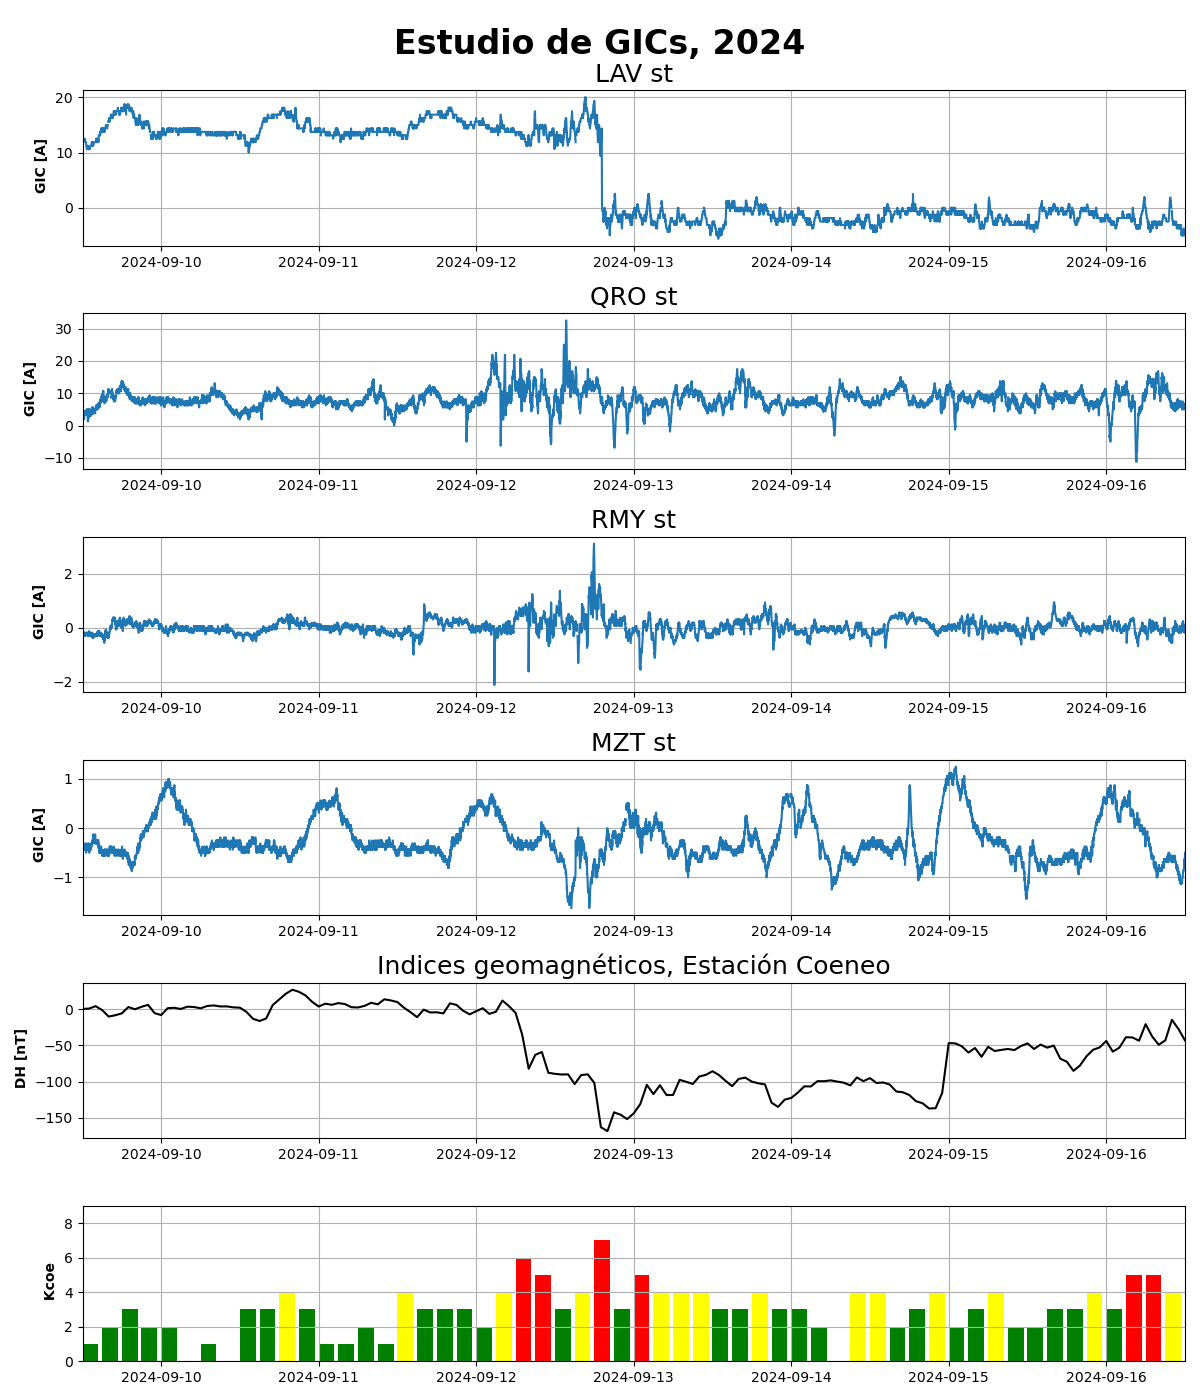 Estudio de GICs, 2024
LAV st
GIC [A]
20
10
0
2024-09-10 2024-09-11 2024-09-12 2024-09-13 2024-09-14 2024-09-15 2024-09-16
QRO st
GIC [A]
30
20
10
0
−10
2024-09-10 2024-09-11 2024-09-12 2024-09-13 2024-09-14 2024-09-15 2024-09-16
RMY st
GIC [A]
2
0
−2
2024-09-10 2024-09-11 2024-09-12 2024-09-13 2024-09-14 2024-09-15 2024-09-16
MZT st
GIC [A]
1
0
−1
2024-09-10 2024-09-11 2024-09-12 2024-09-13 2024-09-14 2024-09-15 2024-09-16
Indices geomagnéticos, Estación Coeneo
DH [nT]
0
−50
−100
−150
2024-09-10 2024-09-11 2024-09-12 2024-09-13 2024-09-14 2024-09-15 2024-09-16
Kcoe
8
6
4
2
0
2024-09-10 2024-09-11 2024-09-12 2024-09-13 2024-09-14 2024-09-15 2024-09-16